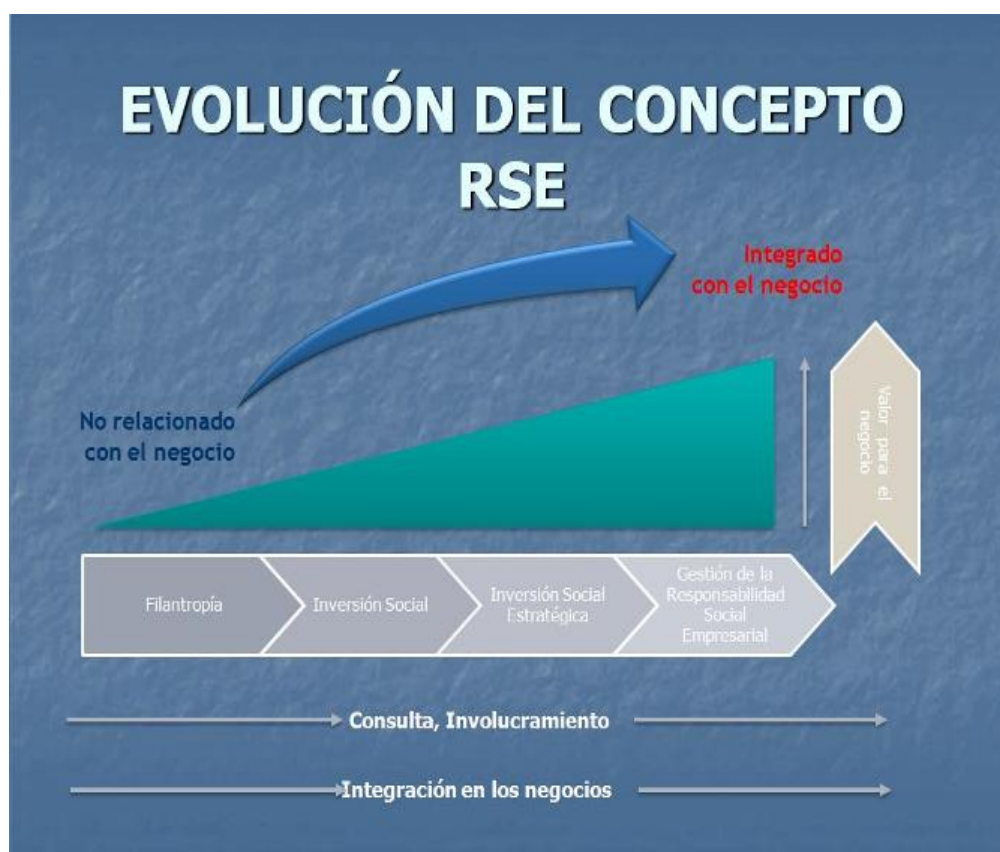 EVOLUCIÓN DEL CONCEPTO
RSE
Integrado
con el negocio
No relacionado
con el negocio
Valor para el
negocio
Filantropía
Inversión Social
Inversión Social
Estratégica
Gestión de la
Responsabilidad
Social
Empresarial
Consulta, Involucramiento
Integración en los negocios